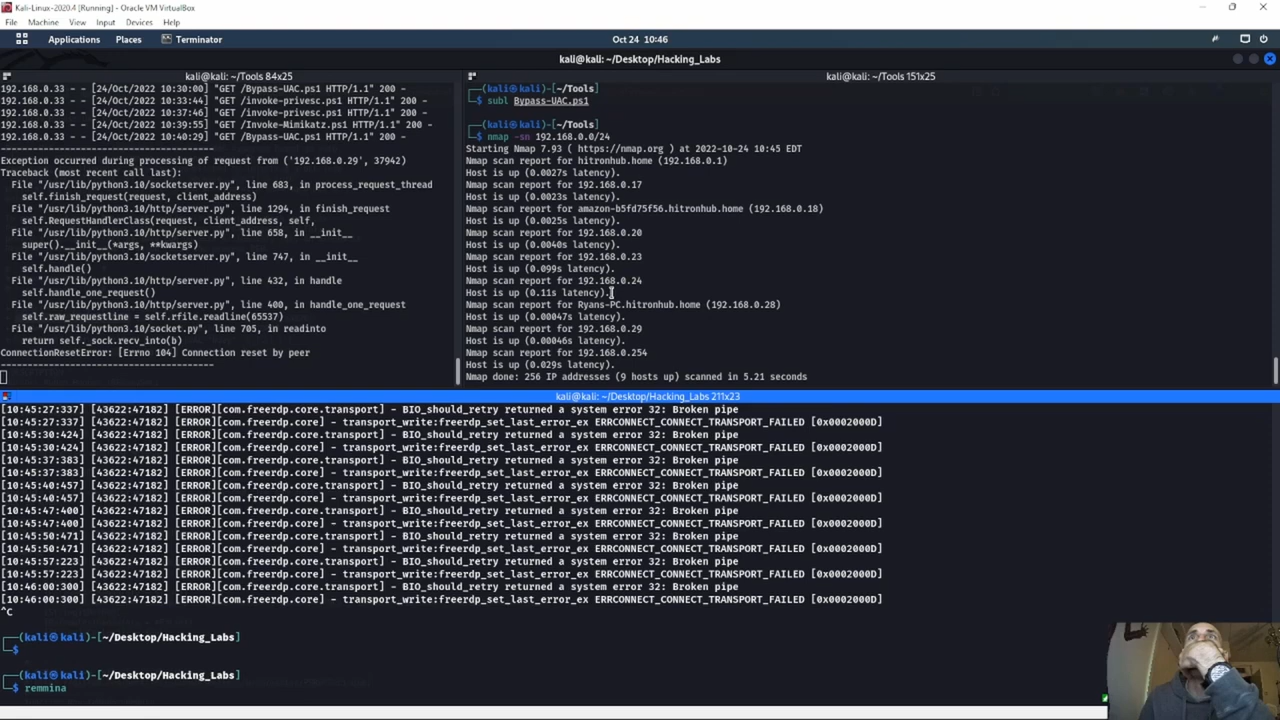 Kali-Linux-2020.4 [Running] - Oracle VM VirtualBox
File Machine View Input Devices Help
Applications Places Terminator
Oct 24 10:46
kali@kali: ~/Desktop/Hacking_Labs
kali@kali: ~/Tools 84x25
192.168.0.33 - - [24/Oct/2022 10:30:00] "GET /Bypass-UAC.ps1 HTTP/1.1" 200 -
192.168.0.33 - - [24/Oct/2022 10:33:44] "GET /invoke-privesc.ps1 HTTP/1.1" 200 -
192.168.0.33 - - [24/Oct/2022 10:37:46] "GET /invoke-privesc.ps1 HTTP/1.1" 200 -
192.168.0.33 - - [24/Oct/2022 10:39:55] "GET /Invoke-Mimikatz.ps1 HTTP/1.1" 200 -
192.168.0.33 - - [24/Oct/2022 10:40:29] "GET /Bypass-UAC.ps1 HTTP/1.1" 200 -
----------------------------------------
Exception occurred during processing of request from ('192.168.0.29', 37942)
Traceback (most recent call last):
File "/usr/lib/python3.10/socketserver.py", line 683, in process_request_thread
self.finish_request(request, client_address)
File "/usr/lib/python3.10/http/server.py", line 1294, in finish_request
self.RequestHandlerClass(request, client_address, self,
File "/usr/lib/python3.10/http/server.py", line 658, in __init__
super().__init__(*args, **kwargs)
File "/usr/lib/python3.10/socketserver.py", line 747, in __init__
self.handle()
File "/usr/lib/python3.10/http/server.py", line 432, in handle
self.handle_one_request()
File "/usr/lib/python3.10/http/server.py", line 400, in handle_one_request
self.raw_requestline = self.rfile.readline(65537)
File "/usr/lib/python3.10/socket.py", line 705, in readinto
return self._sock.recv_into(b)
ConnectionResetError: [Errno 104] Connection reset by peer
----------------------------------------
kali@kali: ~/Tools 151x25
(kali㉿kali)-[~/Tools]
$ subl Bypass-UAC.ps1
(kali㉿kali)-[~/Tools]
$ nmap -sn 192.168.0.0/24
Starting Nmap 7.93 ( https://nmap.org ) at 2022-10-24 10:45 EDT
Nmap scan report for hitronhub.home (192.168.0.1)
Host is up (0.0027s latency).
Nmap scan report for 192.168.0.17
Host is up (0.0023s latency).
Nmap scan report for amazon-b5fd75f56.hitronhub.home (192.168.0.18)
Host is up (0.0025s latency).
Nmap scan report for 192.168.0.20
Host is up (0.0040s latency).
Nmap scan report for 192.168.0.23
Host is up (0.099s latency).
Nmap scan report for 192.168.0.24
Host is up (0.11s latency).
Nmap scan report for Ryans-PC.hitronhub.home (192.168.0.28)
Host is up (0.00047s latency).
Nmap scan report for 192.168.0.29
Host is up (0.00046s latency).
Nmap scan report for 192.168.0.254
Host is up (0.029s latency).
Nmap done: 256 IP addresses (9 hosts up) scanned in 5.21 seconds
kali@kali: ~/Desktop/Hacking_Labs 211x23
[10:45:27:337] [43622:47182] [ERROR][com.freerdp.core.transport] - BIO_should_retry returned a system error 32: Broken pipe
[10:45:27:337] [43622:47182] [ERROR][com.freerdp.core] - transport_write:freerdp_set_last_error_ex ERRCONNECT_CONNECT_TRANSPORT_FAILED [0x0002000D]
[10:45:30:424] [43622:47182] [ERROR][com.freerdp.core.transport] - BIO_should_retry returned a system error 32: Broken pipe
[10:45:30:424] [43622:47182] [ERROR][com.freerdp.core] - transport_write:freerdp_set_last_error_ex ERRCONNECT_CONNECT_TRANSPORT_FAILED [0x0002000D]
[10:45:37:383] [43622:47182] [ERROR][com.freerdp.core.transport] - BIO_should_retry returned a system error 32: Broken pipe
[10:45:37:383] [43622:47182] [ERROR][com.freerdp.core] - transport_write:freerdp_set_last_error_ex ERRCONNECT_CONNECT_TRANSPORT_FAILED [0x0002000D]
[10:45:40:457] [43622:47182] [ERROR][com.freerdp.core.transport] - BIO_should_retry returned a system error 32: Broken pipe
[10:45:40:457] [43622:47182] [ERROR][com.freerdp.core] - transport_write:freerdp_set_last_error_ex ERRCONNECT_CONNECT_TRANSPORT_FAILED [0x0002000D]
[10:45:47:400] [43622:47182] [ERROR][com.freerdp.core.transport] - BIO_should_retry returned a system error 32: Broken pipe
[10:45:47:400] [43622:47182] [ERROR][com.freerdp.core] - transport_write:freerdp_set_last_error_ex ERRCONNECT_CONNECT_TRANSPORT_FAILED [0x0002000D]
[10:45:50:471] [43622:47182] [ERROR][com.freerdp.core.transport] - BIO_should_retry returned a system error 32: Broken pipe
[10:45:50:471] [43622:47182] [ERROR][com.freerdp.core] - transport_write:freerdp_set_last_error_ex ERRCONNECT_CONNECT_TRANSPORT_FAILED [0x0002000D]
[10:45:57:223] [43622:47182] [ERROR][com.freerdp.core.transport] - BIO_should_retry returned a system error 32: Broken pipe
[10:45:57:223] [43622:47182] [ERROR][com.freerdp.core] - transport_write:freerdp_set_last_error_ex ERRCONNECT_CONNECT_TRANSPORT_FAILED [0x0002000D]
[10:46:00:300] [43622:47182] [ERROR][com.freerdp.core.transport] - BIO_should_retry returned a system error 32: Broken pipe
[10:46:00:300] [43622:47182] [ERROR][com.freerdp.core] - transport_write:freerdp_set_last_error_ex ERRCONNECT_CONNECT_TRANSPORT_FAILED [0x0002000D]
^C
(kali㉿kali)-[~/Desktop/Hacking_Labs]
$
(kali㉿kali)-[~/Desktop/Hacking_Labs]
$ remmina